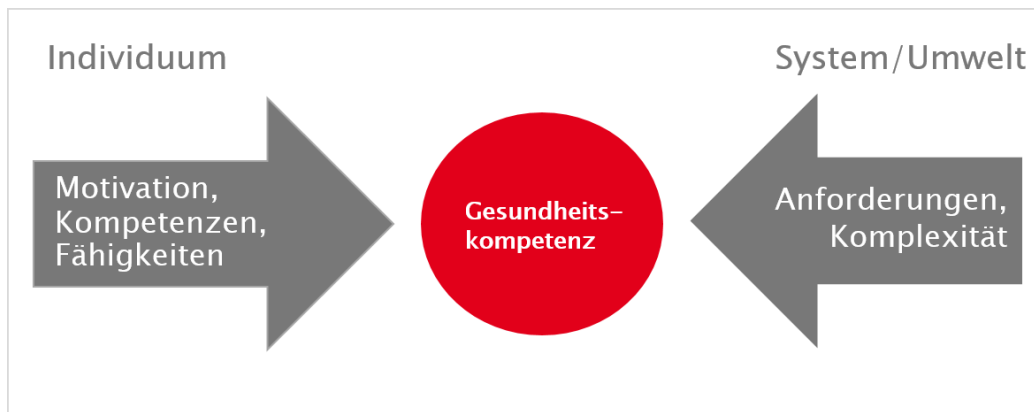 Individuum
System/Umwelt
Motivation,
Kompetenzen,
Fähigkeiten
Gesundheits-
kompetenz
Anforderungen,
Komplexität